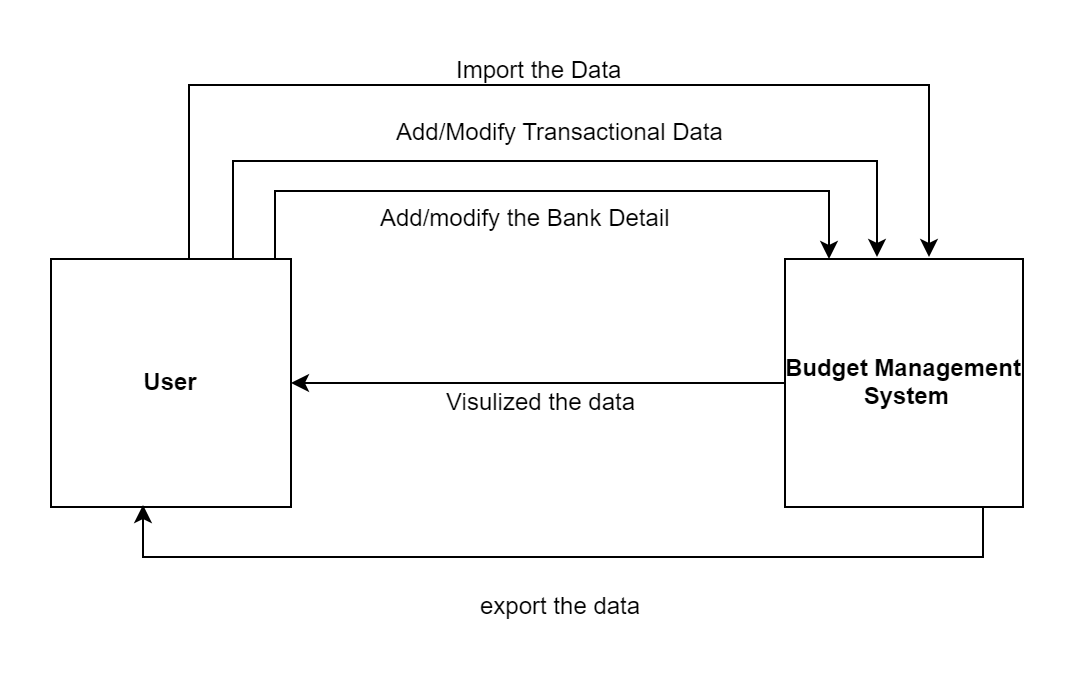 Import the Data
Add/Modify Transactional Data
Add/modify the Bank Detail
User
Budget Management
System
Visulized the data
export the data